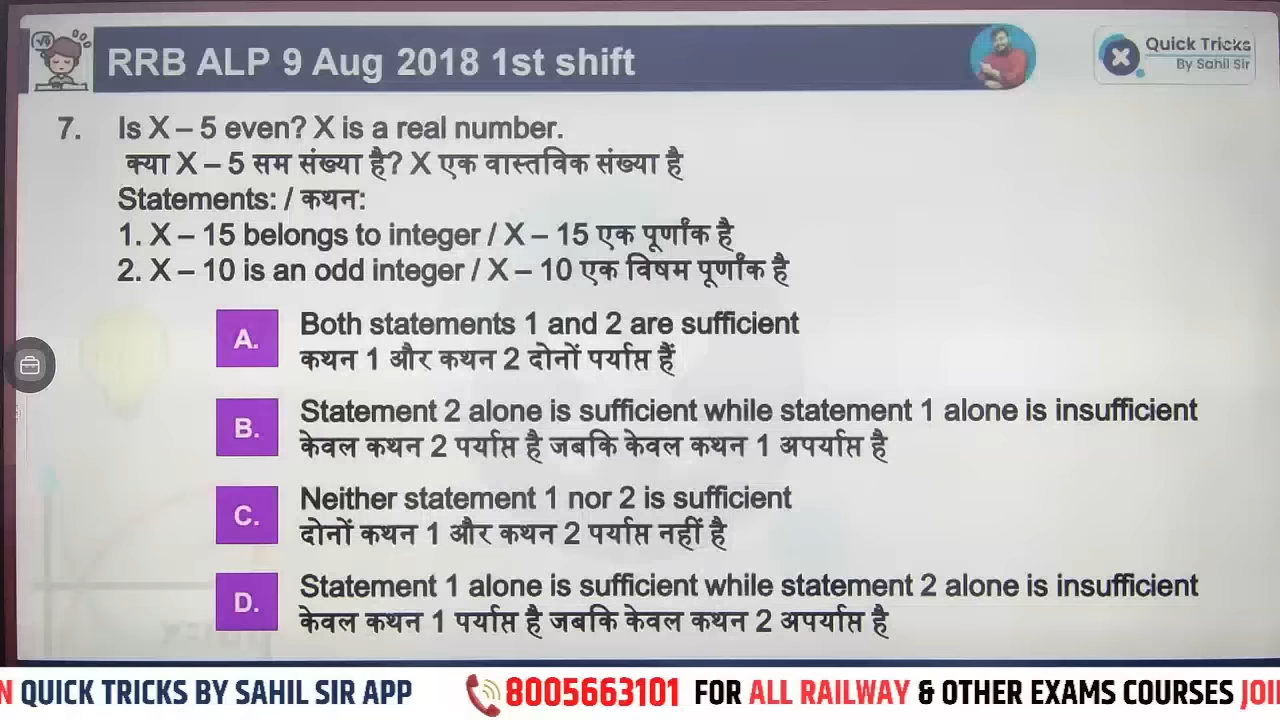 RRB ALP 9 Aug 2018 1st shift
Quick Tricks
By Sahil Sir
7. Is X – 5 even? X is a real number.
क्या X – 5 सम संख्या है? X एक वास्तविक संख्या है
Statements: / कथन:
1. X – 15 belongs to integer / X – 15 एक पूर्णांक है
2. X – 10 is an odd integer / X – 10 एक विषम पूर्णांक है
A. Both statements 1 and 2 are sufficient
कथन 1 और कथन 2 दोनों पर्याप्त हैं
B. Statement 2 alone is sufficient while statement 1 alone is insufficient
केवल कथन 2 पर्याप्त है जबकि केवल कथन 1 अपर्याप्त है
C. Neither statement 1 nor 2 is sufficient
दोनों कथन 1 और कथन 2 पर्याप्त नहीं है
D. Statement 1 alone is sufficient while statement 2 alone is insufficient
केवल कथन 1 पर्याप्त है जबकि केवल कथन 2 अपर्याप्त है
N QUICK TRICKS BY SAHIL SIR APP 8005663101 FOR ALL RAILWAY & OTHER EXAMS COURSES JOI